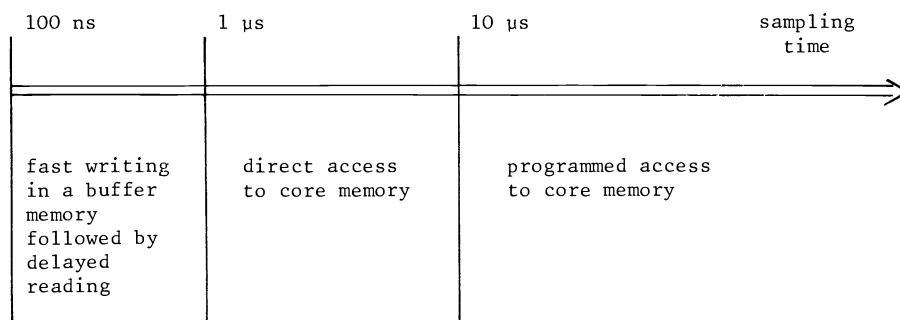 100 ns
1 µs
10 µs
sampling
time
fast writing
in a buffer
memory
followed by
delayed
reading
direct access
to core memory
programmed access
to core memory